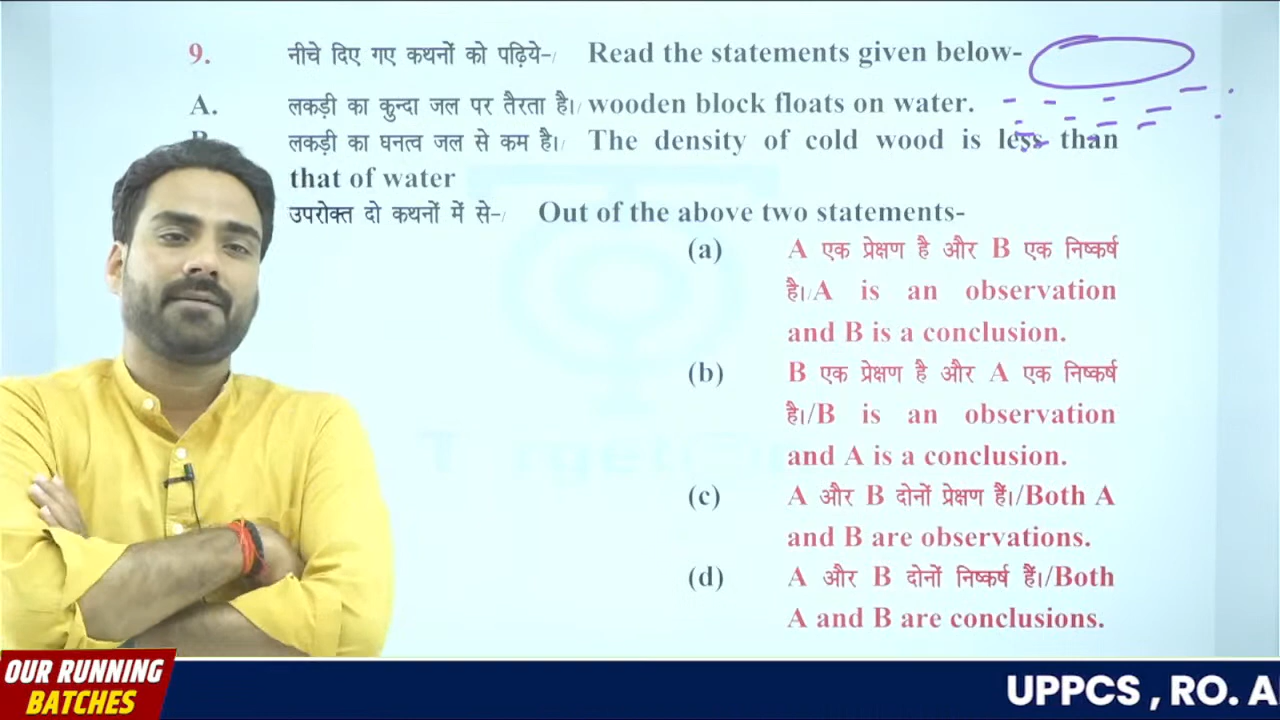 9. नीचे दिए गए कथनों को पढ़िये-/ Read the statements given below-
A. लकड़ी का कुन्दा जल पर तैरता है।/ wooden block floats on water.
B. लकड़ी का घनत्व जल से कम है।/ The density of cold wood is less than
that of water
उपरोक्त दो कथनों में से-/ Out of the above two statements-
(a) A एक प्रेक्षण है और B एक निष्कर्ष
है।/A is an observation
and B is a conclusion.
(b) B एक प्रेक्षण है और A एक निष्कर्ष
है।/B is an observation
and A is a conclusion.
(c) A और B दोनों प्रेक्षण हैं।/Both A
and B are observations.
(d) A और B दोनों निष्कर्ष हैं।/Both
A and B are conclusions.
OUR RUNNING
BATCHES
UPPCS , RO. A